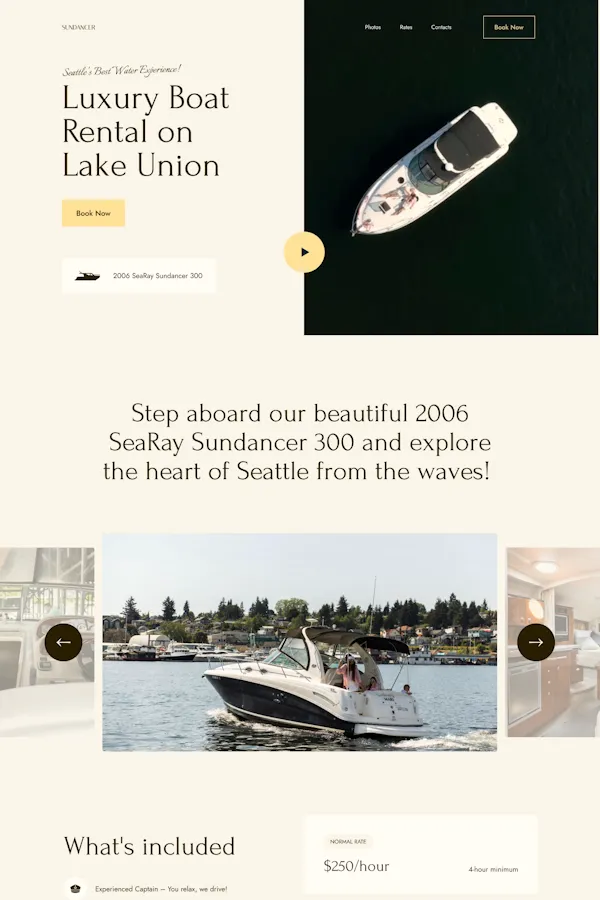 SUNDANCER
Photos
Rates
Contacts
Book Now
Seattle's Best Water Experience!
Luxury Boat
Rental on
Lake Union
Book Now
2006 SeaRay Sundancer 300
Step aboard our beautiful 2006
SeaRay Sundancer 300 and explore
the heart of Seattle from the waves!
What's included
Experienced Captain – You relax, we drive!
NORMAL RATE
$250/hour
4-hour minimum